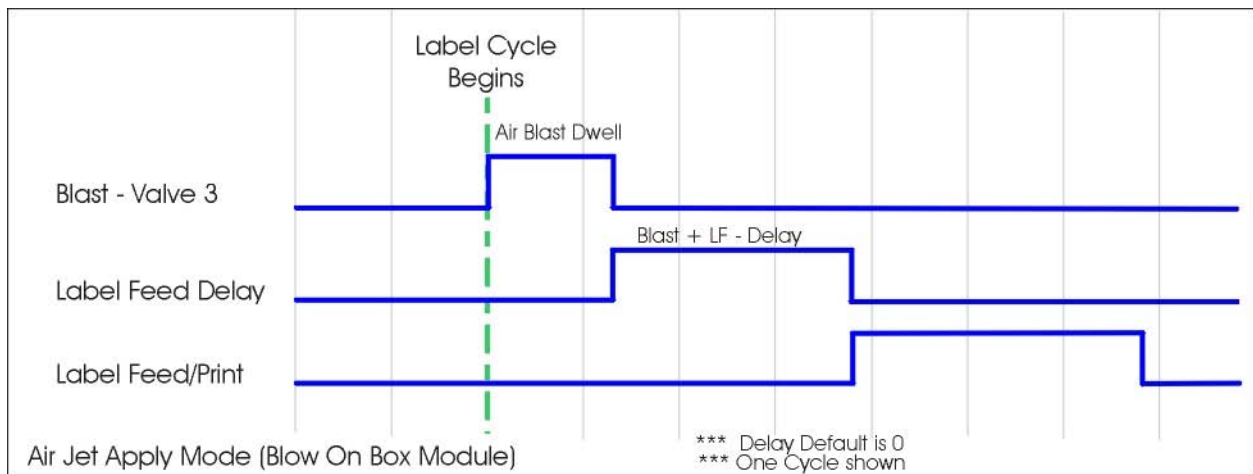 Label Cycle
Begins
Air Blast Dwell
Blast - Valve 3
Blast + LF - Delay
Label Feed Delay
Label Feed/Print
Air Jet Apply Mode (Blow On Box Module)
*** Delay Default is 0
*** One Cycle shown